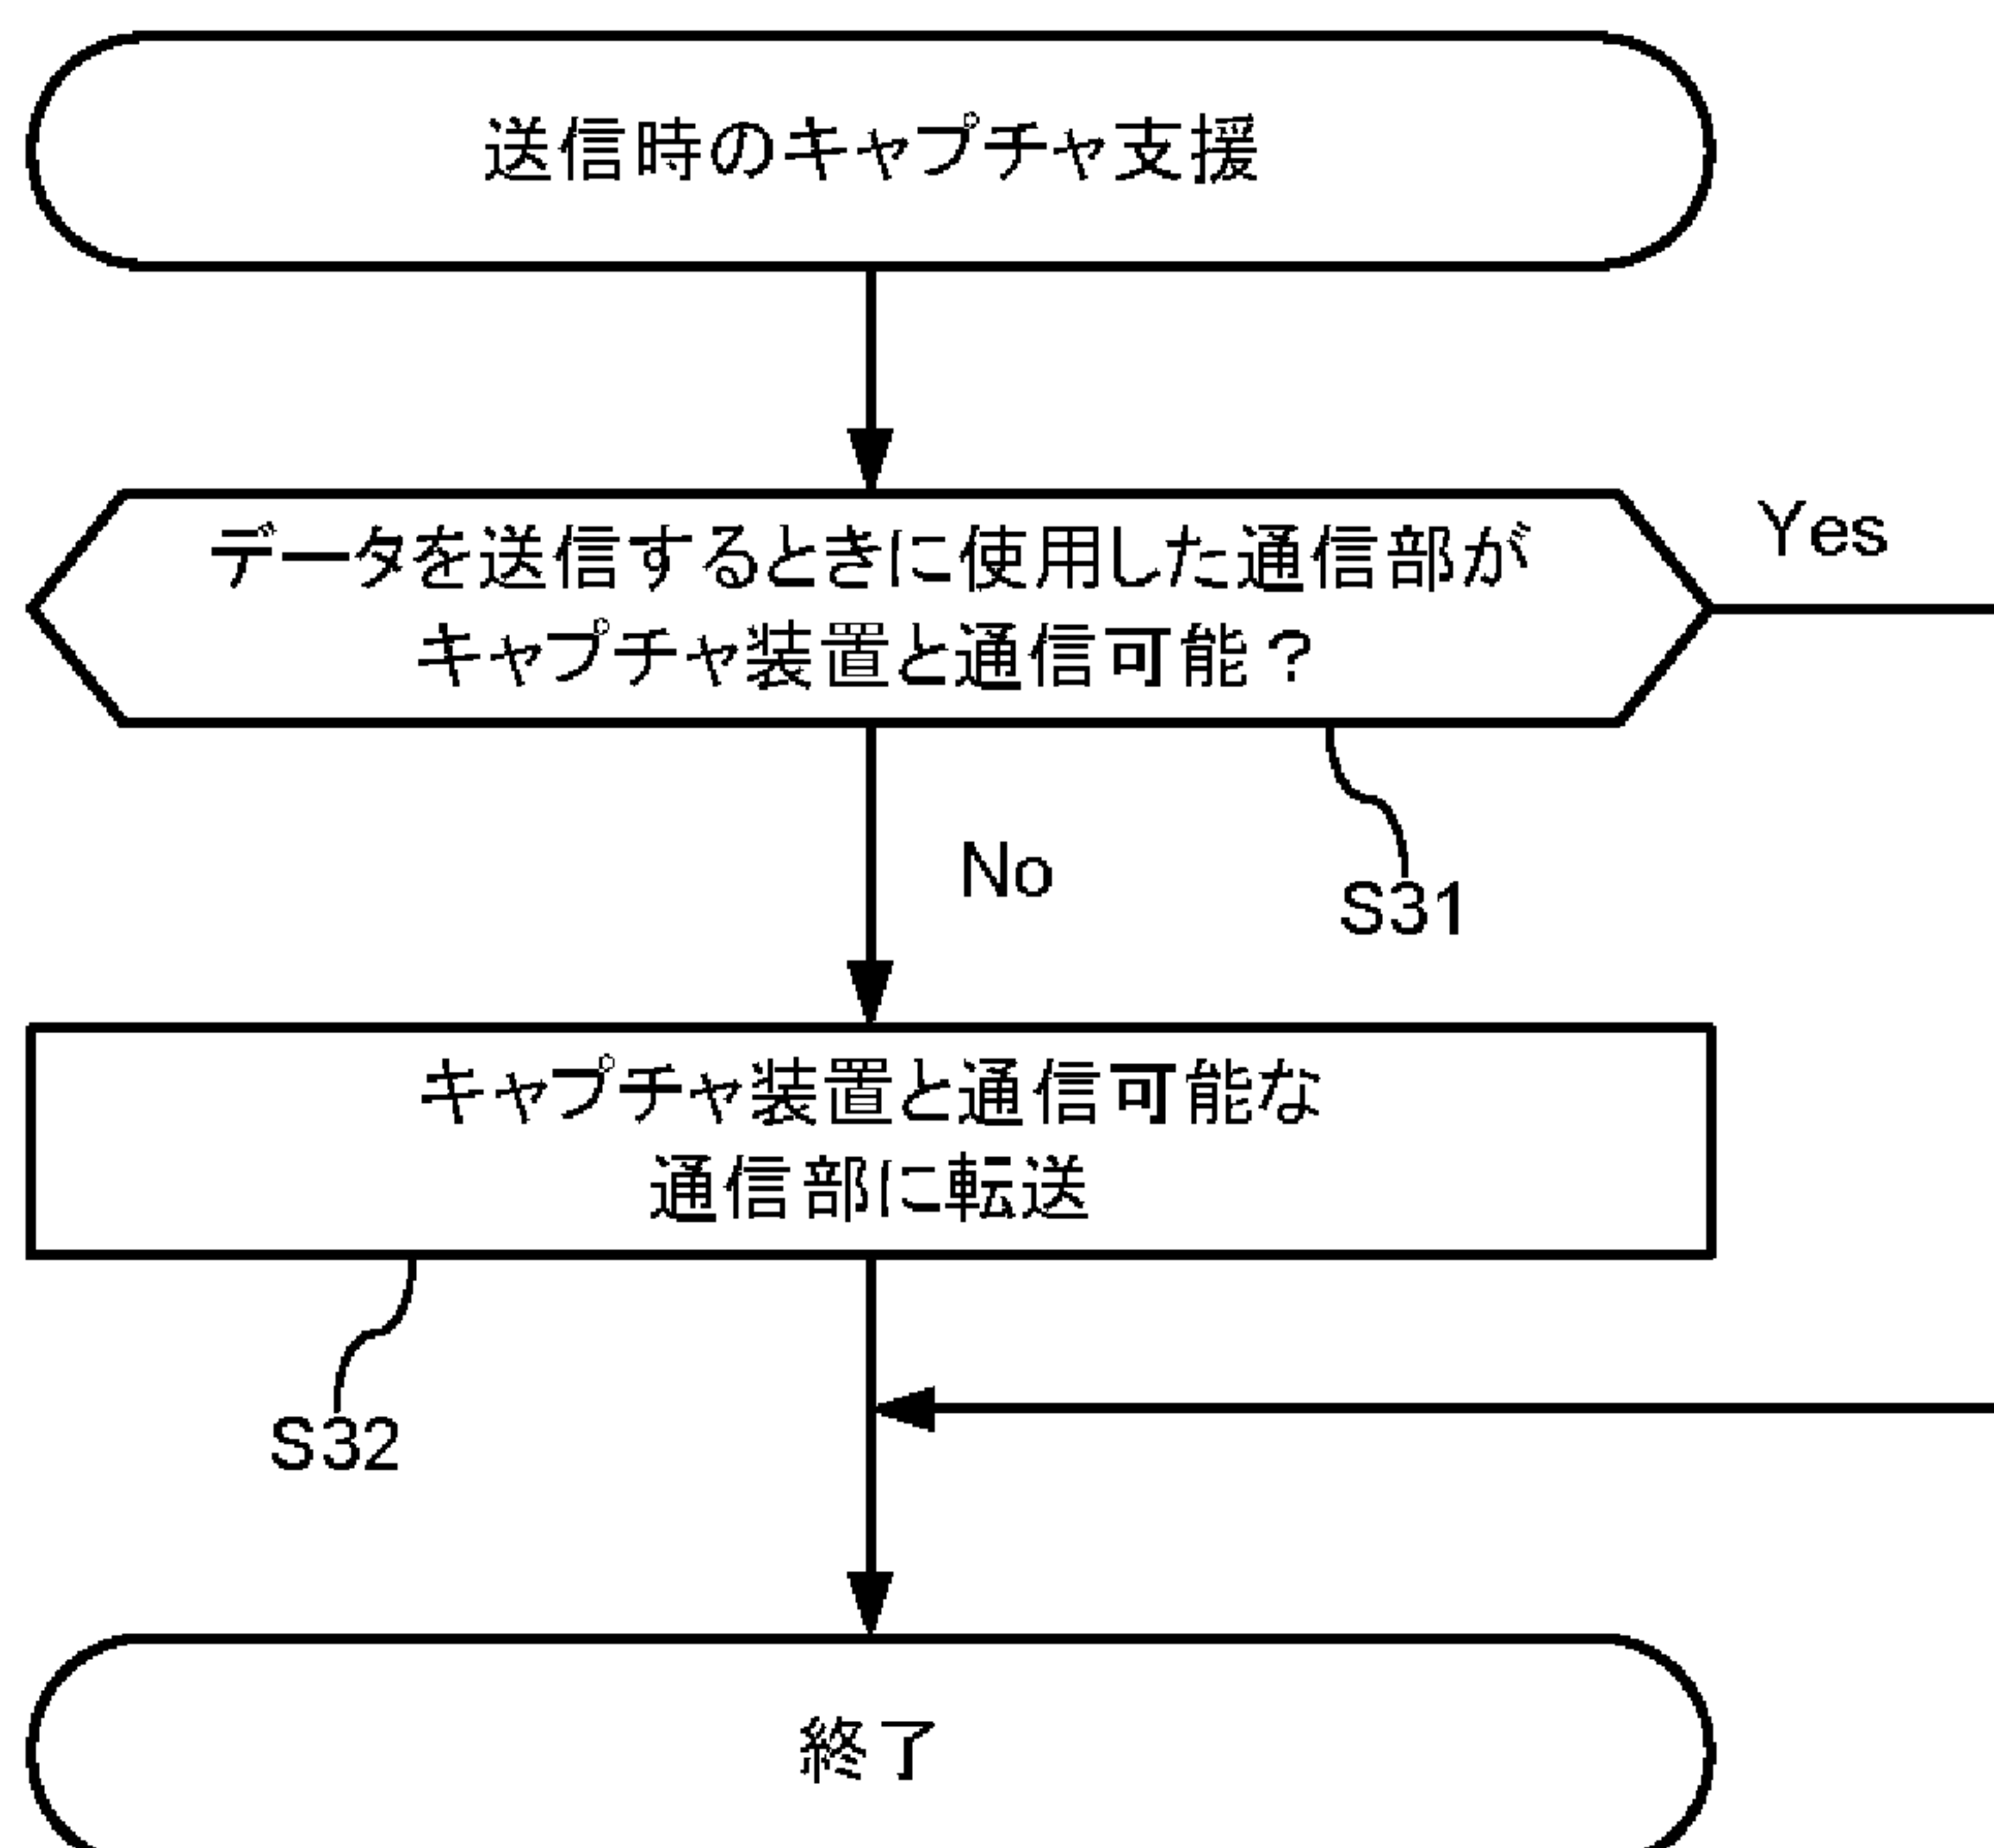 送信時のキャプチャ支援
データを送信するときに使用した通信部が
キャプチャ装置と通信可能？
Yes
No
S31
キャプチャ装置と通信可能な
通信部に転送
S32
終了